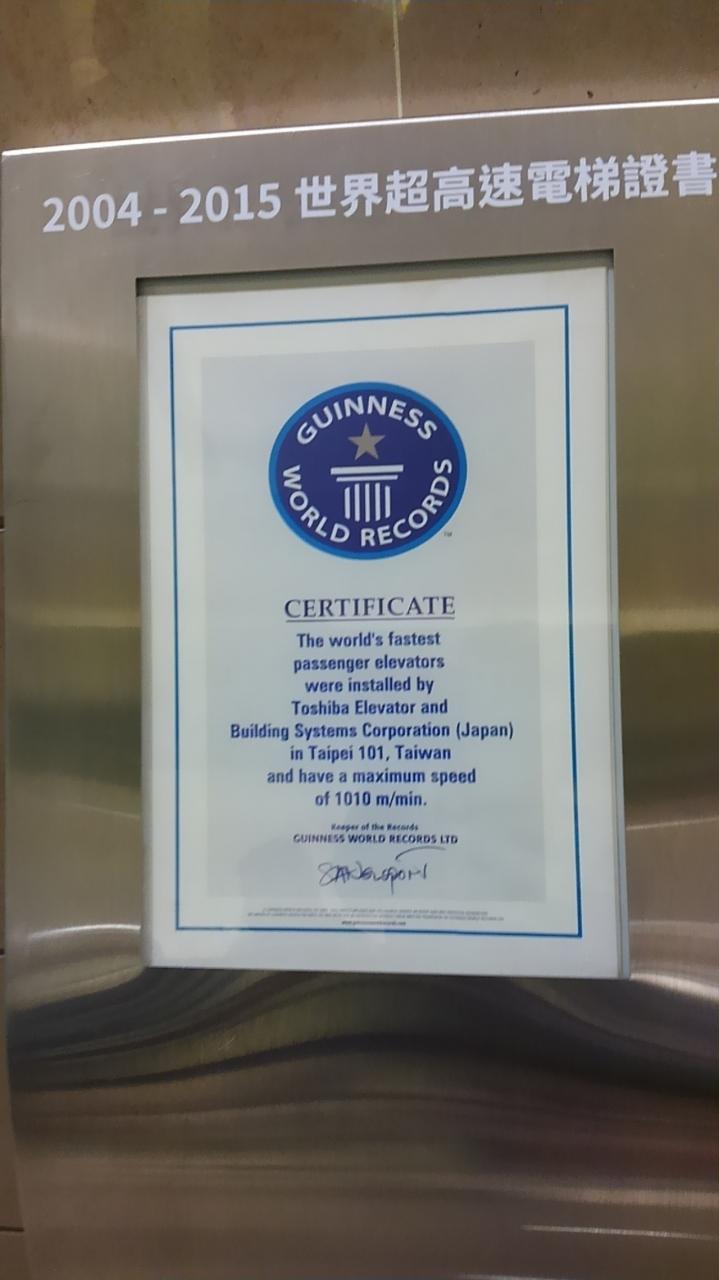 2004 - 2015 世界超高速電梯證書
GUINNESS
WORLD RECORDS
TM
CERTIFICATE
The world's fastest
passenger elevators
were installed by
Toshiba Elevator and
Building Systems Corporation (Japan)
in Taipei 101, Taiwan
and have a maximum speed
of 1010 m/min.
Keeper of the Records
GUINNESS WORLD RECORDS LTD